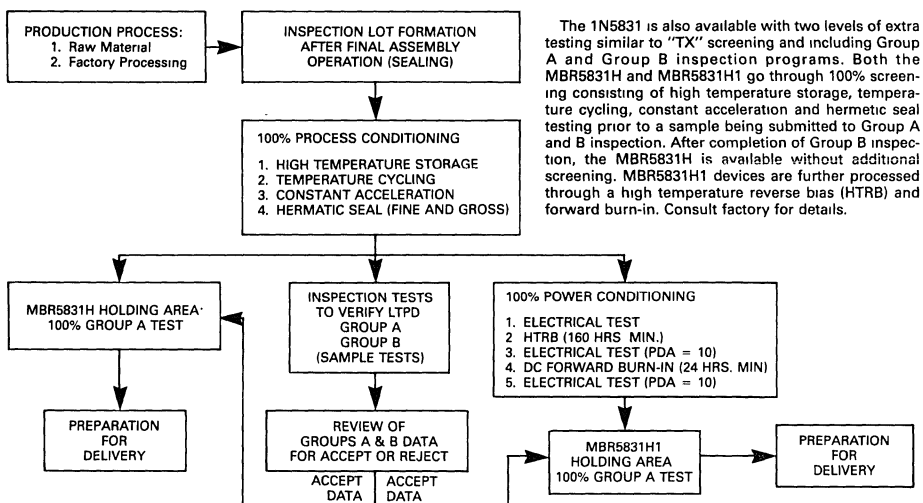 PRODUCTION PROCESS:
1. Raw Material
2. Factory Processing
INSPECTION LOT FORMATION
AFTER FINAL ASSEMBLY
OPERATION (SEALING)
The 1N5831 is also available with two levels of extra
testing similar to "TX" screening and including Group
A and Group B inspection programs. Both the
MBR5831H and MBR5831H1 go through 100% screen-
ing consisting of high temperature storage, tempera-
ture cycling, constant acceleration and hermetic seal
testing prior to a sample being submitted to Group A
and B inspection. After completion of Group B inspec-
tion, the MBR5831H is available without additional
screening. MBR5831H1 devices are further processed
through a high temperature reverse bias (HTRB) and
forward burn-in. Consult factory for details.
100% PROCESS CONDITIONING
1. HIGH TEMPERATURE STORAGE
2. TEMPERATURE CYCLING
3. CONSTANT ACCELERATION
4. HERMATIC SEAL (FINE AND GROSS)
MBR5831H HOLDING AREA
100% GROUP A TEST
INSPECTION TESTS
TO VERIFY LTPD
GROUP A
GROUP B
(SAMPLE TESTS)
100% POWER CONDITIONING
1. ELECTRICAL TEST
2 HTRB (160 HRS MIN.)
3. ELECTRICAL TEST (PDA = 10)
4. DC FORWARD BURN-IN (24 HRS. MIN)
5. ELECTRICAL TEST (PDA = 10)
PREPARATION
FOR
DELIVERY
REVIEW OF
GROUPS A & B DATA
FOR ACCEPT OR REJECT
MBR5831H1
HOLDING AREA
100% GROUP A TEST
PREPARATION
FOR
DELIVERY
ACCEPT
DATA
ACCEPT
DATA